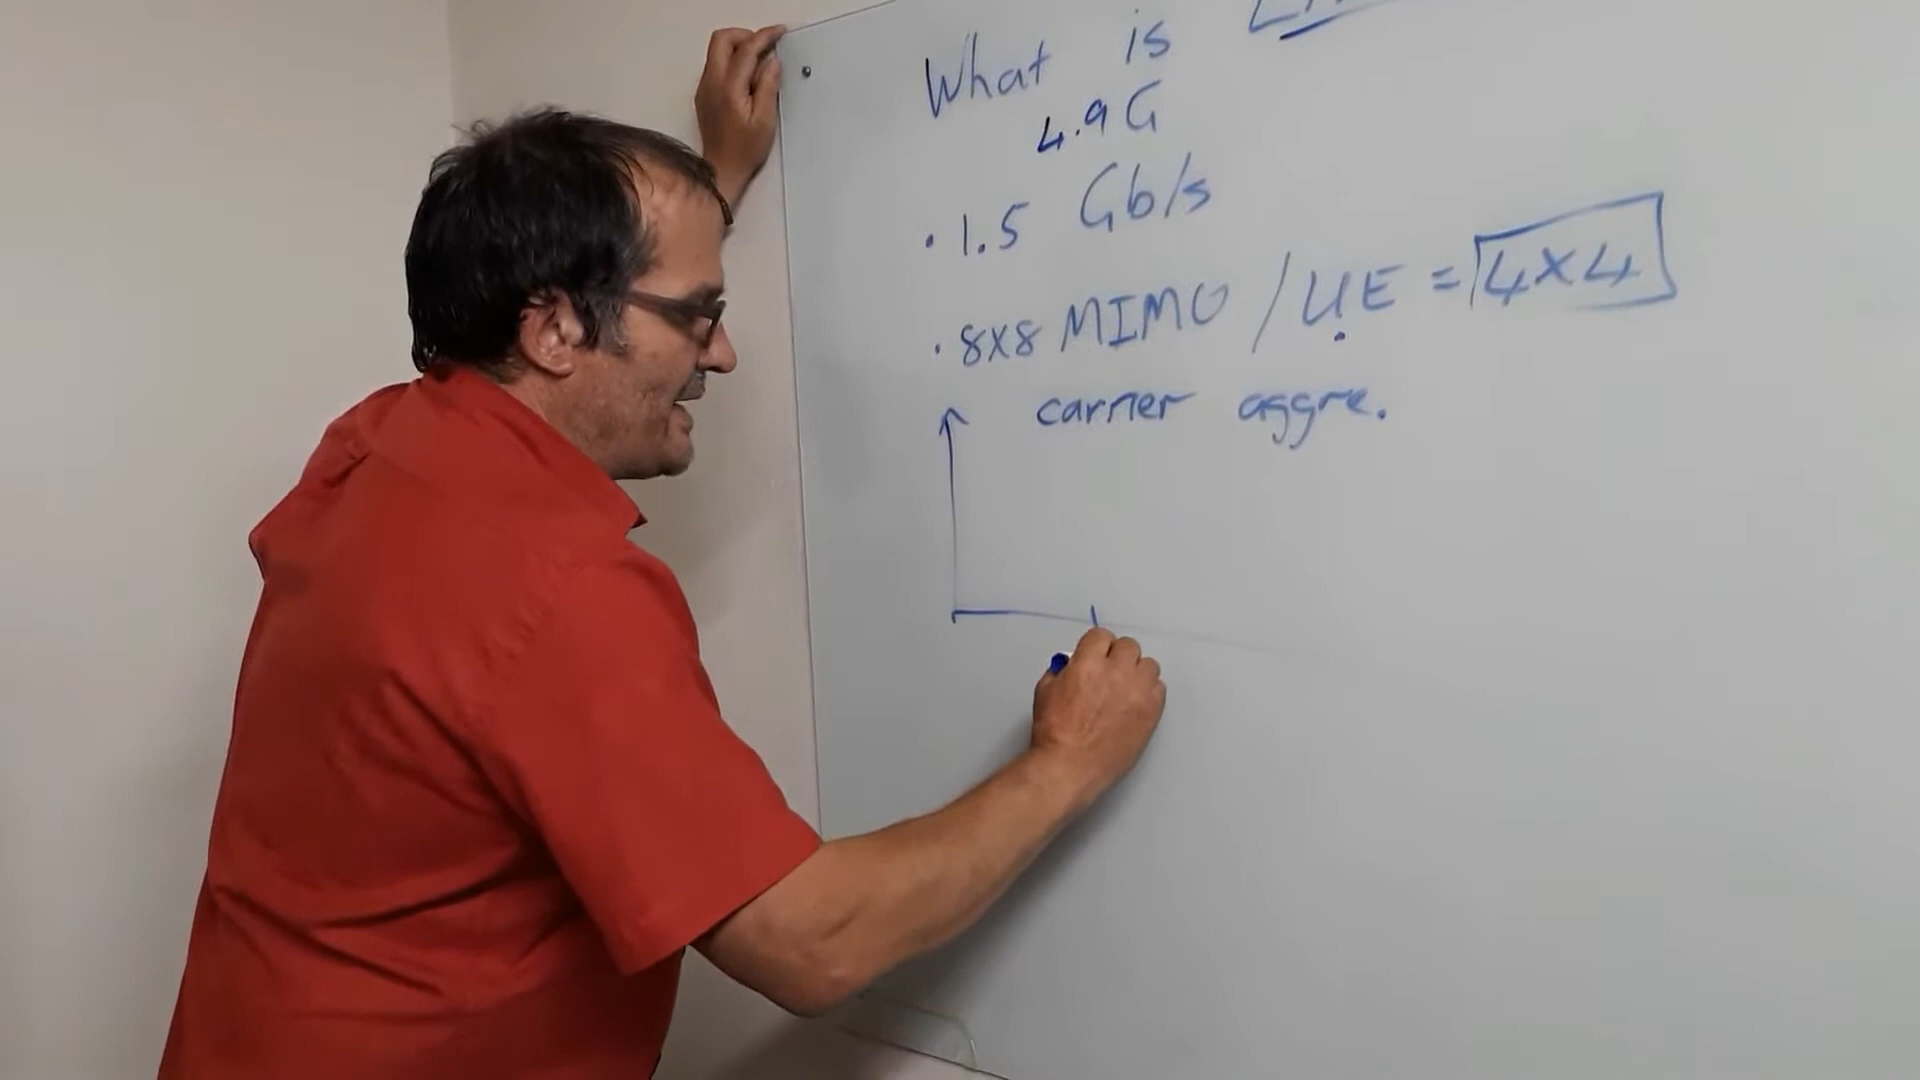 What is
4.9G
· 1.5 Gb/s
· 8x8 MIMO / UE = 4x4
carrier aggre.